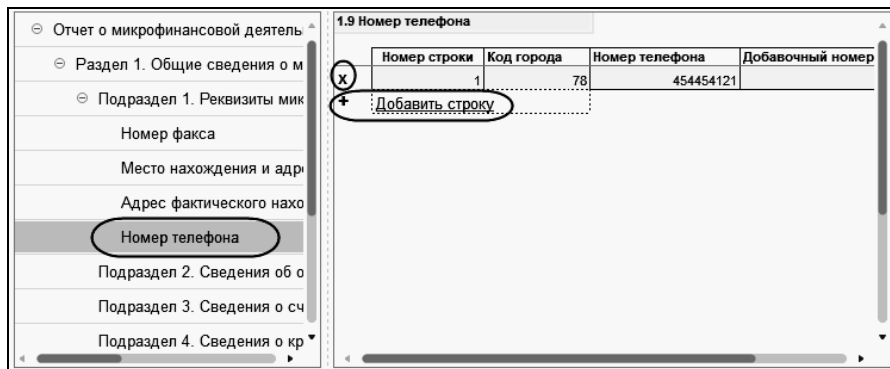 Отчет о микрофинансовой деятель
Раздел 1. Общие сведения о м
Подраздел 1. Реквизиты мик
Номер факса
Место нахождения и адр
Адрес фактического нахо
Номер телефона
Подраздел 2. Сведения об о
Подраздел 3. Сведения о сч
Подраздел 4. Сведения о кр
1.9 Номер телефона
Номер строки Код города Номер телефона Добавочный номер
x 1 78 454454121
+ Добавить строку